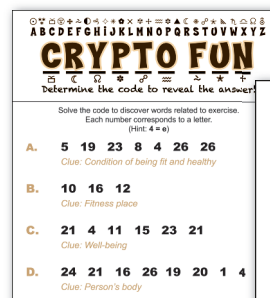 ABCDEFGHIJKLMNOPQRSTUVWXYZ
CRYPTO FUN
Determine the code to reveal the answer!
Solve the code to discover words related to exercise.
Each number corresponds to a letter.
(Hint: 4 = e)
A. 5 19 23 8 4 26 26
Clue: Condition of being fit and healthy
B. 10 16 12
Clue: Fitness place
C. 21 4 11 15 23 21
Clue: Well-being
D. 24 21 16 26 19 20 1 4
Clue: Person's body